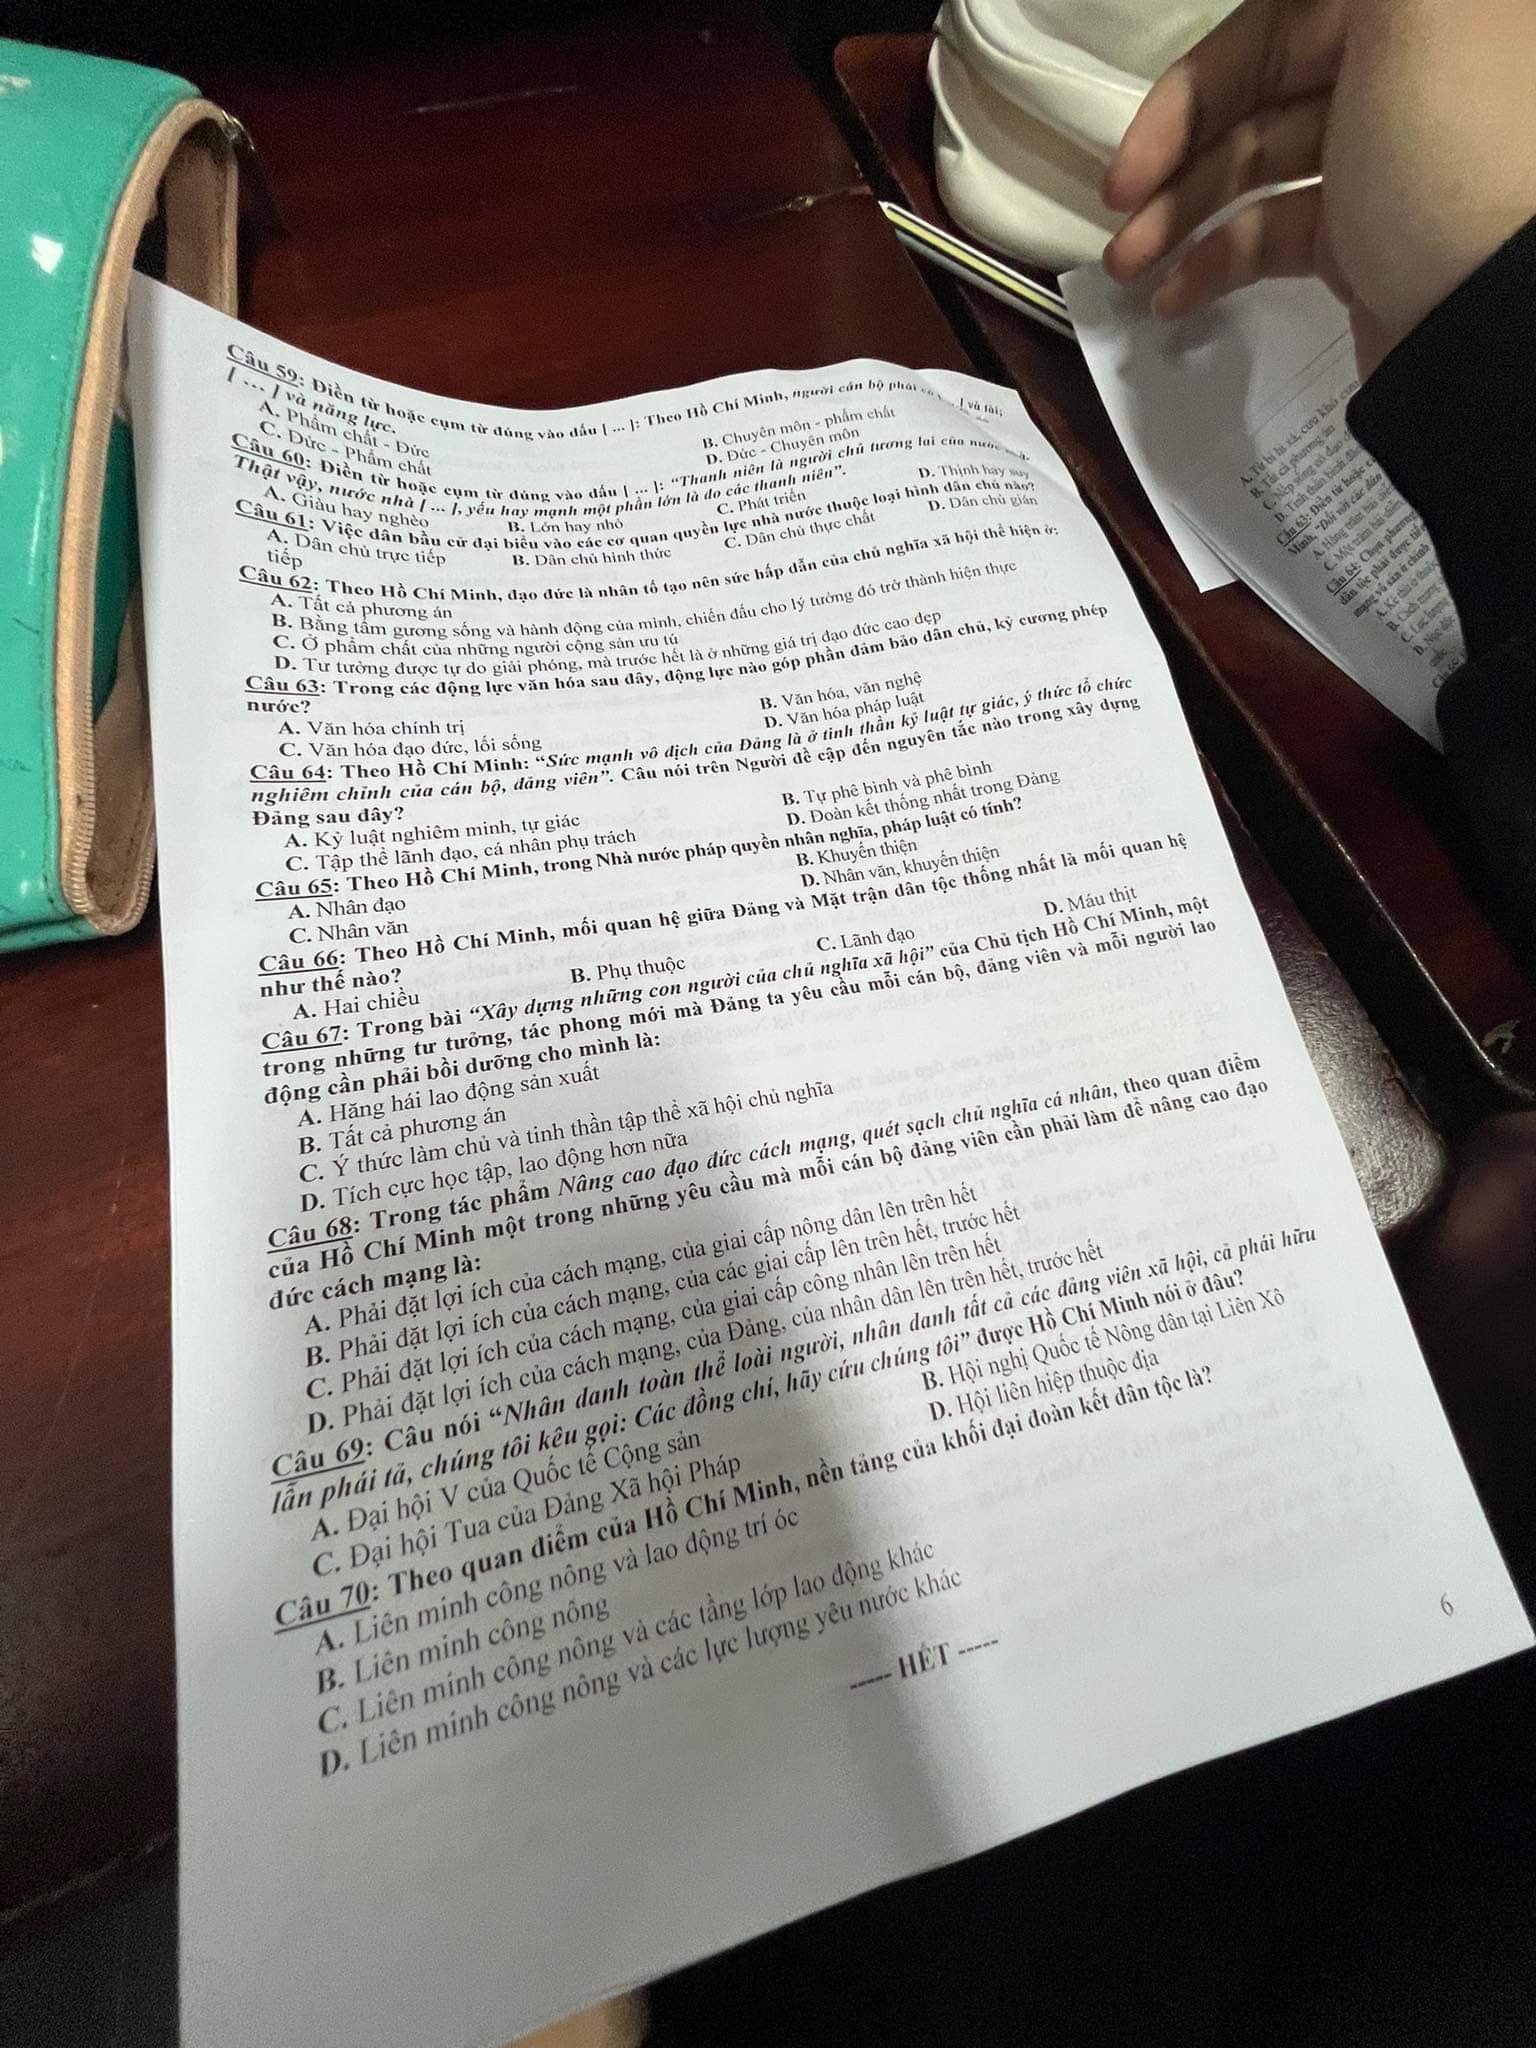 Câu 59: Điền từ hoặc cụm từ đúng vào dấu [ ... ]: Theo Hồ Chí Minh, người cán bộ phải có và tài;
[ ... ] và năng lực.
A. Phẩm chất - Đức
B. Chuyên môn - phẩm chất
C. Đức - Phẩm chất
D. Đức - Chuyên môn
Câu 60: Điền từ hoặc cụm từ đúng vào dấu [ ... ]: “Thanh niên là người chủ tương lai của nước
Thật vậy, nước nhà [ ... ], yếu hay mạnh một phần lớn là do các thanh niên”.
A. Giàu hay nghèo
B. Lớn hay nhỏ
C. Phát triển
D. Thịnh hay suy
Câu 61: Việc dân bầu cử đại biểu vào các cơ quan quyền lực nhà nước thuộc loại hình dân chủ nào?
A. Dân chủ trực tiếp
B. Dân chủ hình thức
C. Dân chủ thực chất
D. Dân chủ gián
tiếp
Câu 62: Theo Hồ Chí Minh, đạo đức là nhân tố tạo nên sức hấp dẫn của chủ nghĩa xã hội thể hiện ở:
A. Tất cả phương án
B. Bằng tấm gương sống và hành động của mình, chiến đấu cho lý tưởng đó trở thành hiện thực
C. Ở phẩm chất của những người cộng sản ưu tú
D. Tư tưởng được tự do giải phóng, mà trước hết là ở những giá trị đạo đức cao đẹp
Câu 63: Trong các động lực văn hóa sau đây, động lực nào góp phần đảm bảo dân chủ, kỷ cương phép
nước?
A. Văn hóa chính trị
B. Văn hóa, văn nghệ
C. Văn hóa đạo đức, lối sống
D. Văn hóa pháp luật
Câu 64: Theo Hồ Chí Minh: “Sức mạnh vô địch của Đảng là ở tinh thần kỷ luật tự giác, ý thức tổ chức
nghiêm chỉnh của cán bộ, đảng viên”. Câu nói trên Người đề cập đến nguyên tắc nào trong xây dựng
Đảng sau đây?
A. Kỷ luật nghiêm minh, tự giác
B. Tự phê bình và phê bình
C. Tập thể lãnh đạo, cá nhân phụ trách
D. Đoàn kết thống nhất trong Đảng
Câu 65: Theo Hồ Chí Minh, trong Nhà nước pháp quyền nhân nghĩa, pháp luật có tính?
A. Nhân đạo
B. Khuyến thiện
C. Nhân văn
D. Nhân văn, khuyến thiện
Câu 66: Theo Hồ Chí Minh, mối quan hệ giữa Đảng và Mặt trận dân tộc thống nhất là mối quan hệ
như thế nào?
A. Hai chiều
B. Phụ thuộc
C. Lãnh đạo
D. Máu thịt
Câu 67: Trong bài “Xây dựng những con người của chủ nghĩa xã hội” của Chủ tịch Hồ Chí Minh, một
trong những tư tưởng, tác phong mới mà Đảng ta yêu cầu mỗi cán bộ, đảng viên và mỗi người lao
động cần phải bồi dưỡng cho mình là:
A. Hăng hái lao động sản xuất
B. Tất cả phương án
C. Ý thức làm chủ và tinh thần tập thể xã hội chủ nghĩa
D. Tích cực học tập, lao động hơn nữa
Câu 68: Trong tác phẩm Nâng cao đạo đức cách mạng, quét sạch chủ nghĩa cá nhân, theo quan điểm
của Hồ Chí Minh một trong những yêu cầu mà mỗi cán bộ đảng viên cần phải làm để nâng cao đạo
đức cách mạng là:
A. Phải đặt lợi ích của cách mạng, của giai cấp nông dân lên trên hết
B. Phải đặt lợi ích của cách mạng, của các giai cấp lên trên hết, trước hết
C. Phải đặt lợi ích của cách mạng, của giai cấp công nhân lên trên hết
D. Phải đặt lợi ích của cách mạng, của Đảng, của nhân dân lên trên hết, trước hết
Câu 69: Câu nói “Nhân danh toàn thể loài người, nhân danh tất cả các đảng viên xã hội, cả phái hữu
lẫn phái tả, chúng tôi kêu gọi: Các đồng chí, hãy cứu chúng tôi” được Hồ Chí Minh nói ở đâu?
A. Đại hội V của Quốc tế Cộng sản
B. Hội nghị Quốc tế Nông dân tại Liên Xô
C. Đại hội Tua của Đảng Xã hội Pháp
D. Hội liên hiệp thuộc địa
Câu 70: Theo quan điểm của Hồ Chí Minh, nền tảng của khối đại đoàn kết dân tộc là?
A. Liên minh công nông và lao động trí óc
B. Liên minh công nông
C. Liên minh công nông và các tầng lớp lao động khác
D. Liên minh công nông và các lực lượng yêu nước khác
----- HẾT -----
6